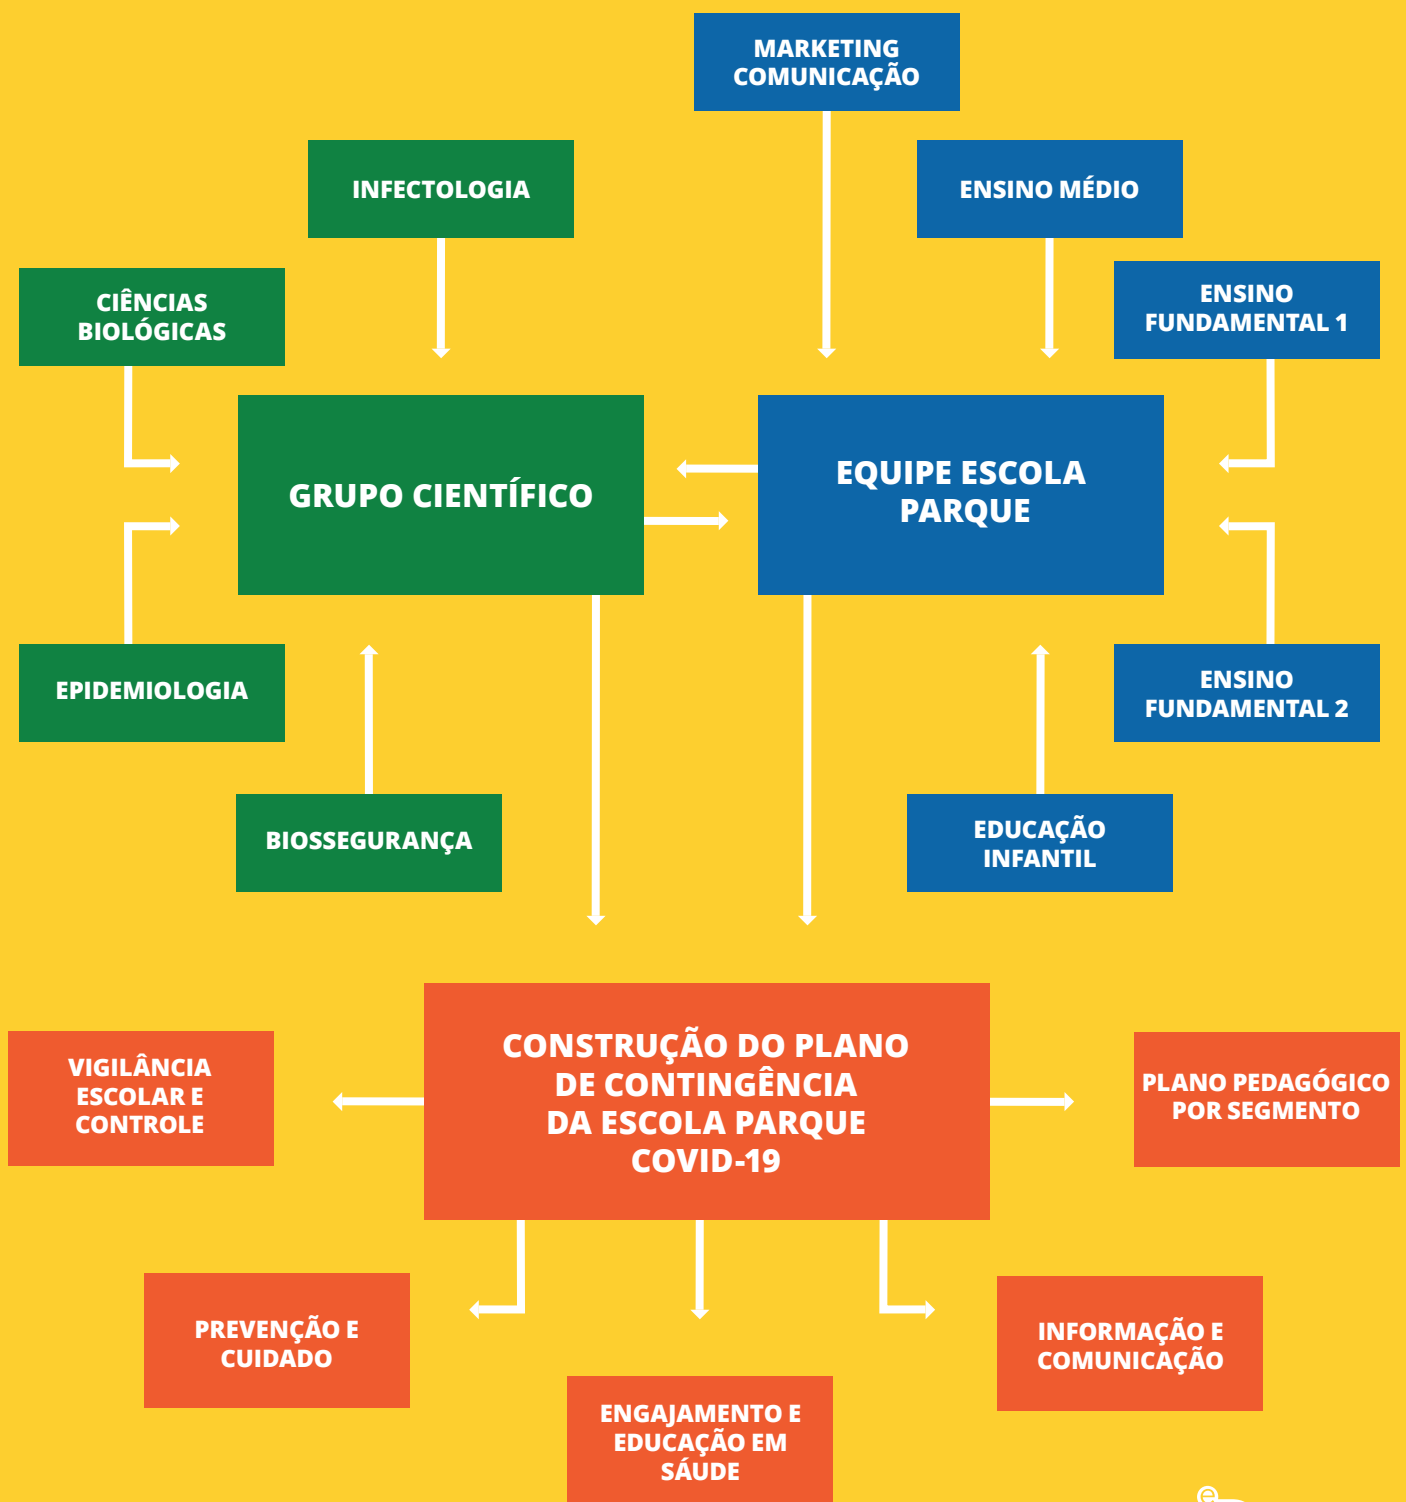 MARKETING
COMUNICAÇÃO
INFECTOLOGIA
ENSINO MÉDIO
CIÊNCIAS
BIOLÓGICAS
ENSINO
FUNDAMENTAL 1
GRUPO CIENTÍFICO
EQUIPE ESCOLA
PARQUE
EPIDEMIOLOGIA
ENSINO
FUNDAMENTAL 2
BIOSSEGURANÇA
EDUCAÇÃO
INFANTIL
CONSTRUÇÃO DO PLANO
DE CONTINGÊNCIA
DA ESCOLA PARQUE
COVID-19
VIGILÂNCIA
ESCOLAR E
CONTROLE
PLANO PEDAGÓGICO
POR SEGMENTO
PREVENÇÃO E
CUIDADO
INFORMAÇÃO E
COMUNICAÇÃO
ENGAJAMENTO E
EDUCAÇÃO EM
SÁUDE